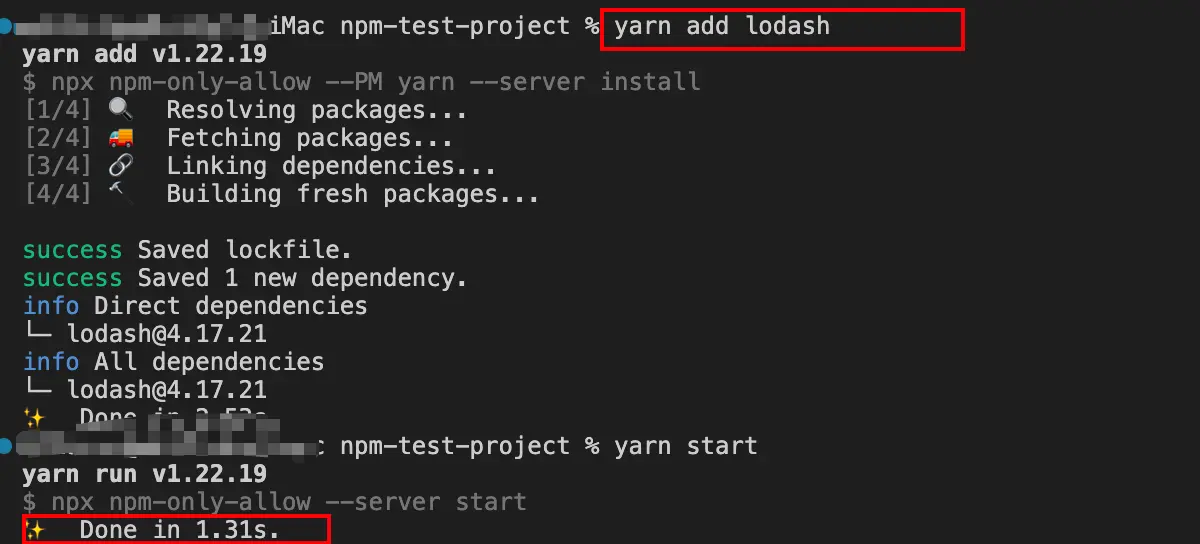 iMac npm-test-project % yarn add lodash
yarn add v1.22.19
$ npx npm-only-allow --PM yarn --server install
[1/4] 🔍 Resolving packages...
[2/4] 🚚 Fetching packages...
[3/4] 🔗 Linking dependencies...
[4/4] 🔨 Building fresh packages...
success Saved lockfile.
success Saved 1 new dependency.
info Direct dependencies
└─ lodash@4.17.21
info All dependencies
└─ lodash@4.17.21
✨ Done in
npm-test-project % yarn start
yarn run v1.22.19
$ npx npm-only-allow --server start
✨ Done in 1.31s.